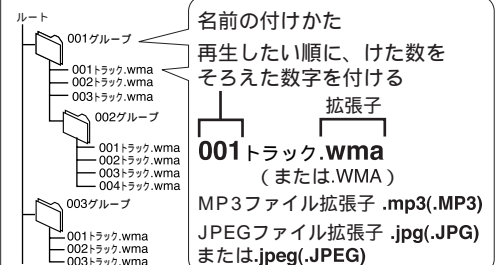 ルート
001グループ
001トラック.wma
002トラック.wma
003トラック.wma
002グループ
001トラック.wma
002トラック.wma
003トラック.wma
004トラック.wma
003グループ
001トラック.wma
002トラック.wma
003トラック.wma
名前の付けかた
再生したい順に、けた数を
そろえた数字を付ける
拡張子
001トラック.wma
(または.WMA)
MP3ファイル拡張子 .mp3(.MP3)
JPEGファイル拡張子 .jpg(.JPG)
または.jpeg(.JPEG)